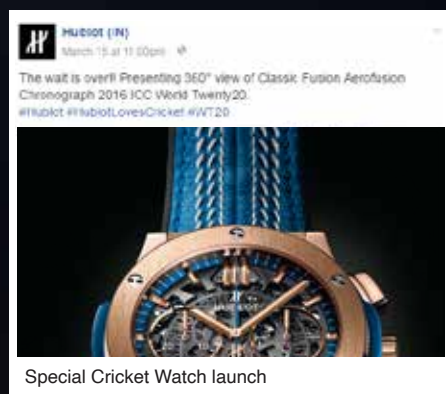 Hublot (IN)
March 15 at 11:00pm
The wait is over!! Presenting 360° view of Classic Fusion Aerofusion
Chronograph 2016 ICC World Twenty20.
#Hublot #HublotLovesCricket #WT20
HUBLOT
Special Cricket Watch launch